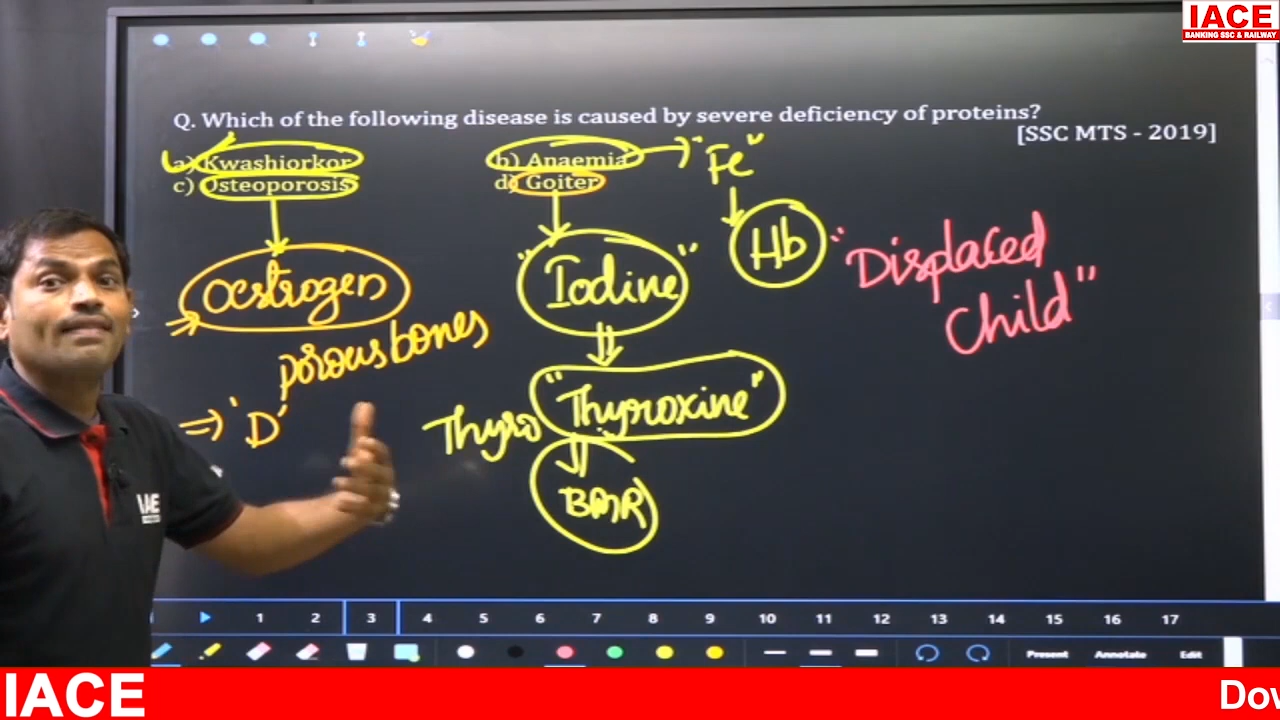 IACE
BANKING SSC & RAILWAY
Q. Which of the following disease is caused by severe deficiency of proteins?
[SSC MTS - 2019]
a) Kwashiorkor
b) Anaemia
"Fe"
c) Osteoporosis
d) Goiter
Hb
"Displaced
Child"
Oestrogen
"Iodine"
porous bones
'D'
Thyro
"Thyroxine"
BMR
IACE
1 2 3 4 5 6 7 8 9 10 11 12 13 14 15 16 17
Present Annotate Edit
IACE
Dow